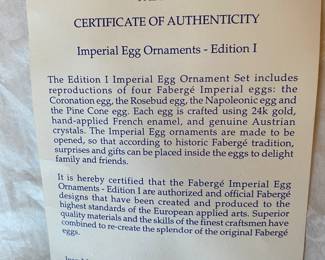 CERTIFICATE OF AUTHENTICITY
Imperial Egg Ornaments - Edition I
The Edition I Imperial Egg Ornament Set includes
reproductions of four Fabergé Imperial eggs: the
Coronation egg, the Rosebud egg, the Napoleonic egg and
the Pine Cone egg. Each egg is crafted using 24k gold,
hand-applied French enamel, and genuine Austrian
crystals. The Imperial Egg ornaments are made to be
opened, so that according to historic Fabergé tradition,
surprises and gifts can be placed inside the eggs to delight
family and friends.
It is hereby certified that the Fabergé Imperial Egg
Ornaments - Edition I are authorized and official Fabergé
designs that have been created and produced to the
highest standards of the European applied arts. Superior
quality materials and the skills of the finest craftsmen have
combined to re-create the splendor of the original Fabergé
eggs.